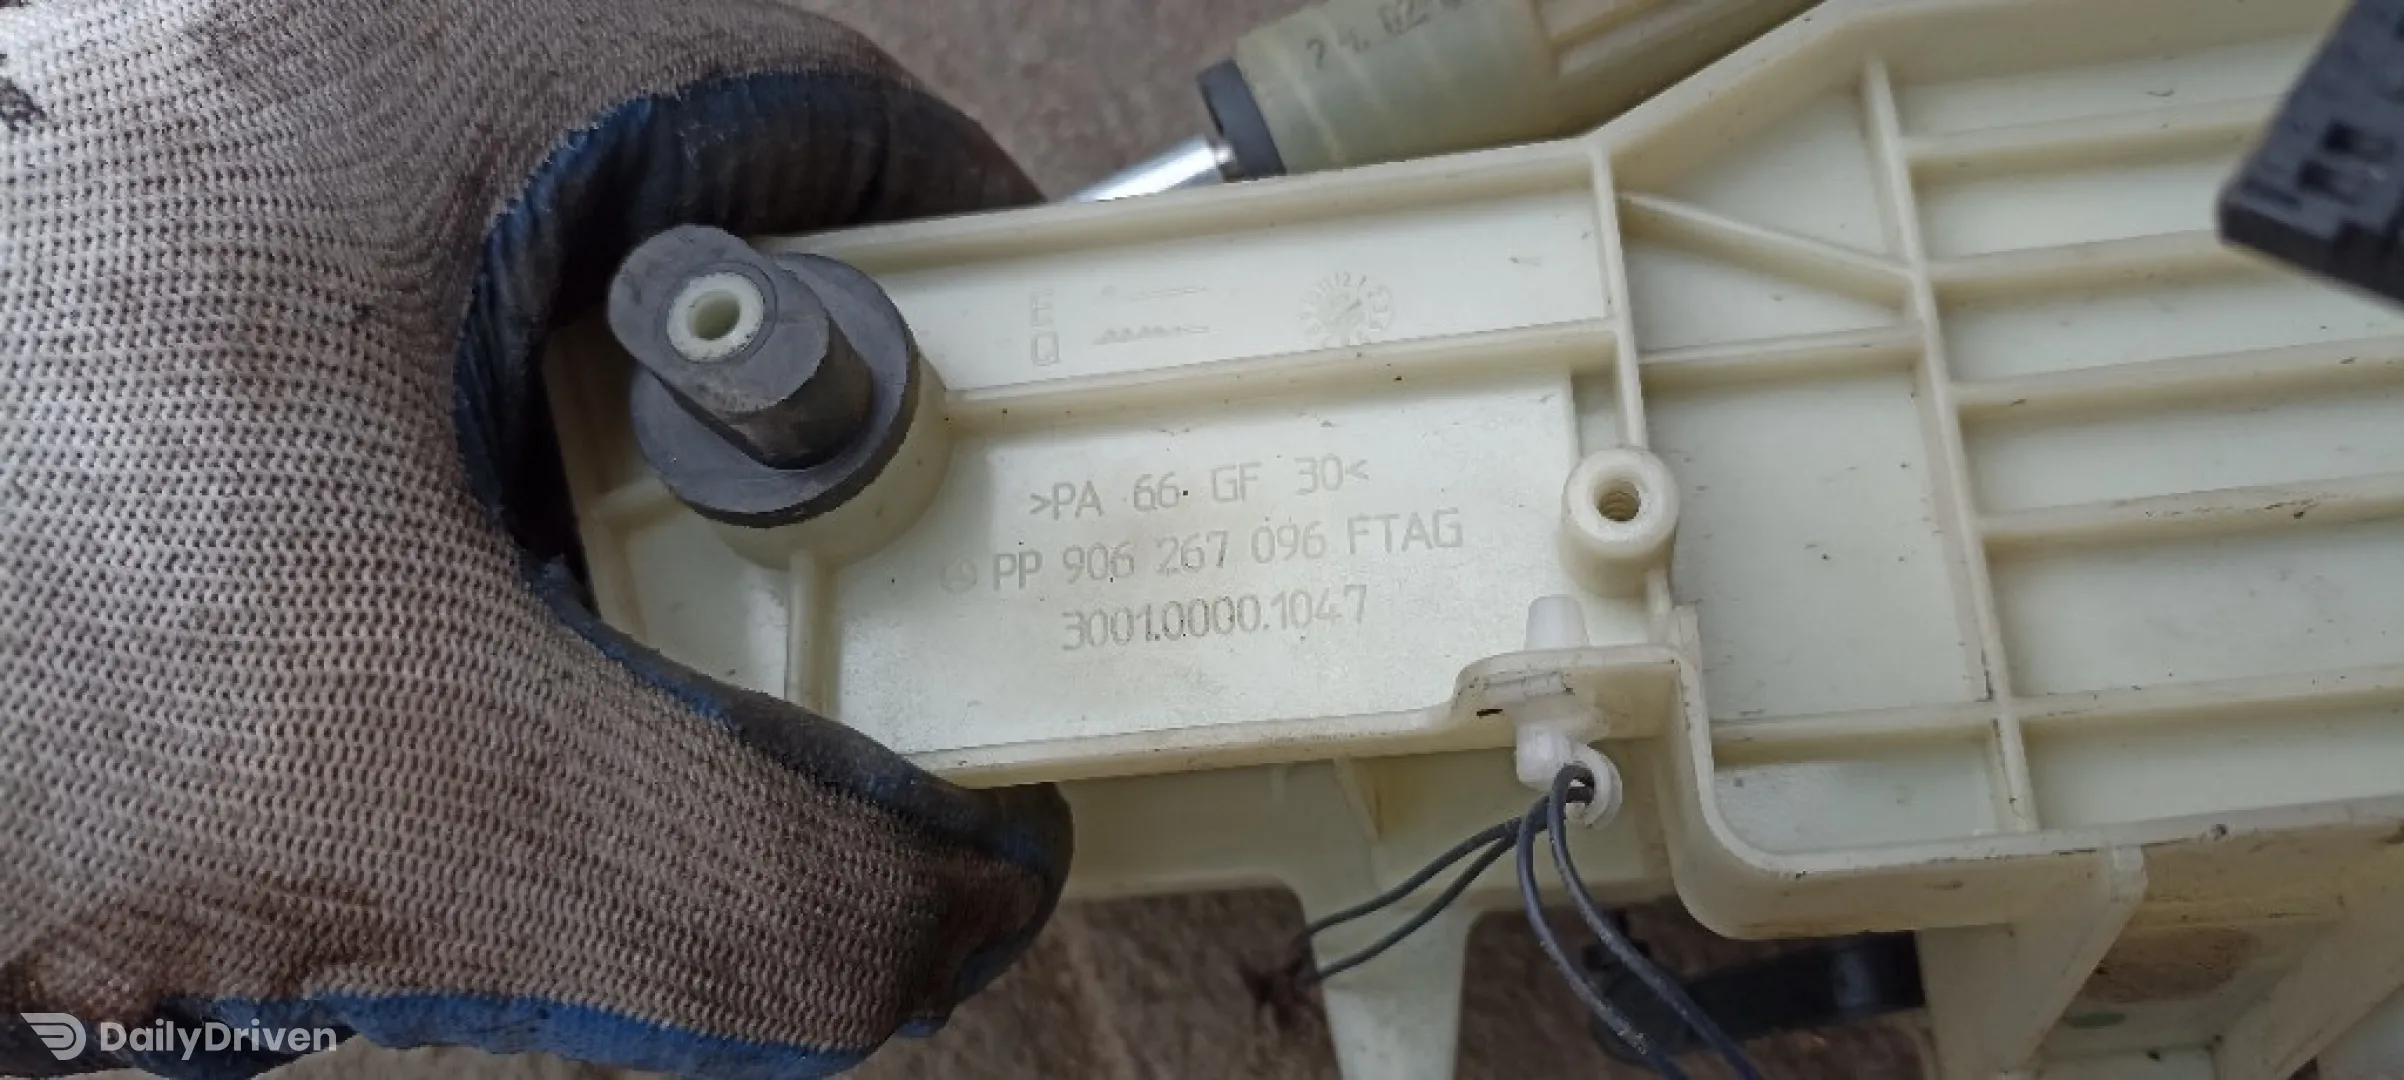 >PA 66 GF 30<
PP 906 267 096 FTAG
3001.0000.1047
DailyDriven